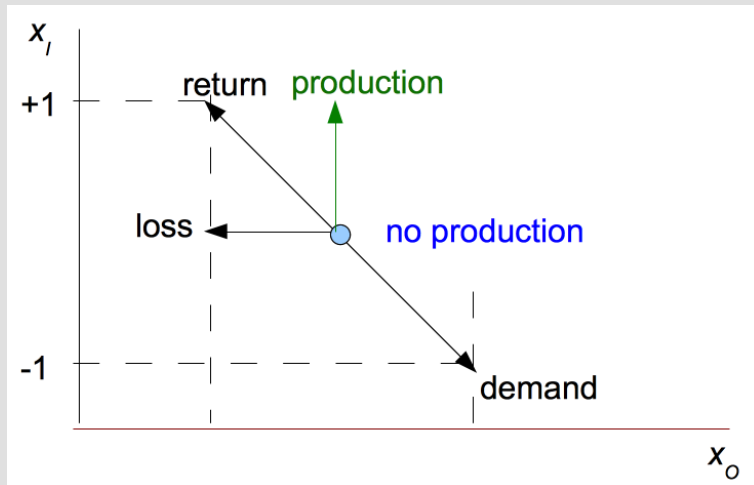 x_I
return production
+1
loss
no production
-1
demand
x_O